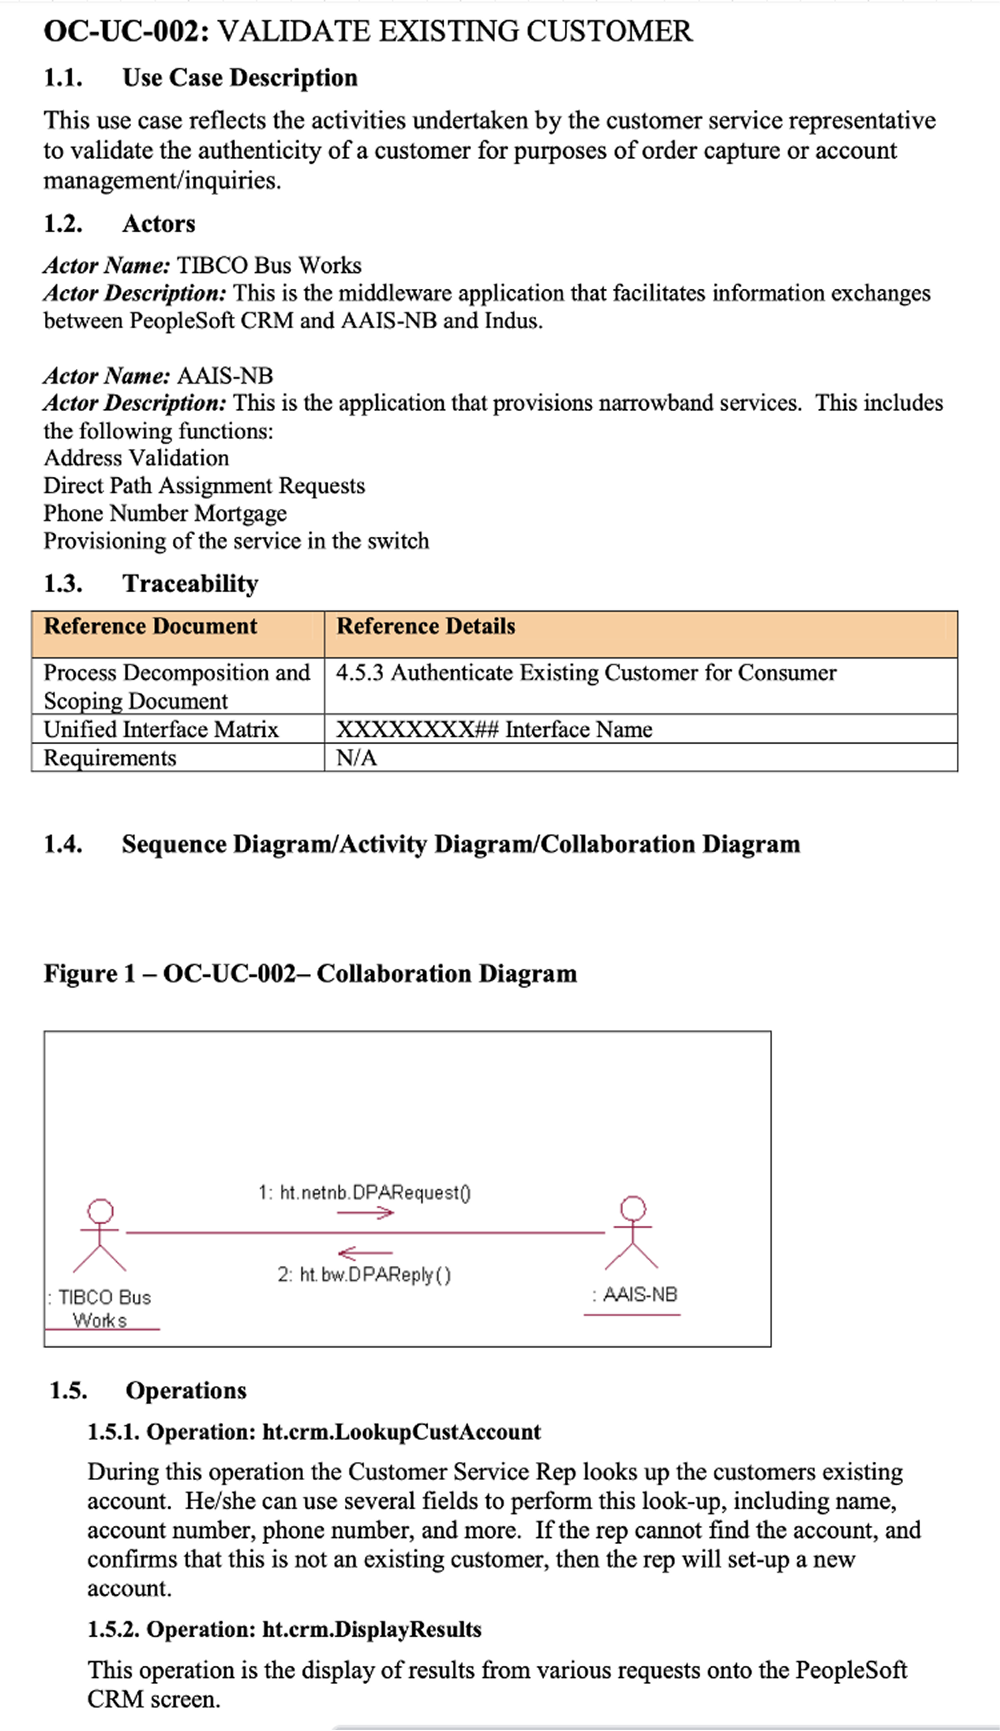 OC-UC-002: VALIDATE EXISTING CUSTOMER
1.1. Use Case Description
This use case reflects the activities undertaken by the customer service representative
to validate the authenticity of a customer for purposes of order capture or account
management/inquiries.
1.2. Actors
Actor Name: TIBCO Bus Works
Actor Description: This is the middleware application that facilitates information exchanges
between PeopleSoft CRM and AAIS-NB and Indus.
Actor Name: AAIS-NB
Actor Description: This is the application that provisions narrowband services. This includes
the following functions:
Address Validation
Direct Path Assignment Requests
Phone Number Mortgage
Provisioning of the service in the switch
1.3. Traceability
Reference Document Reference Details
Process Decomposition and 4.5.3 Authenticate Existing Customer for Consumer
Scoping Document
Unified Interface Matrix XXXXXXXX## Interface Name
Requirements N/A
1.4. Sequence Diagram/Activity Diagram/Collaboration Diagram
Figure 1 – OC-UC-002– Collaboration Diagram
1: ht.netnb.DPARequest()
2: ht.bw.DPAReply()
: TIBCO Bus
Works
: AAIS-NB
1.5. Operations
1.5.1. Operation: ht.crm.LookupCustAccount
During this operation the Customer Service Rep looks up the customers existing
account. He/she can use several fields to perform this look-up, including name,
account number, phone number, and more. If the rep cannot find the account, and
confirms that this is not an existing customer, then the rep will set-up a new
account.
1.5.2. Operation: ht.crm.DisplayResults
This operation is the display of results from various requests onto the PeopleSoft
CRM screen.